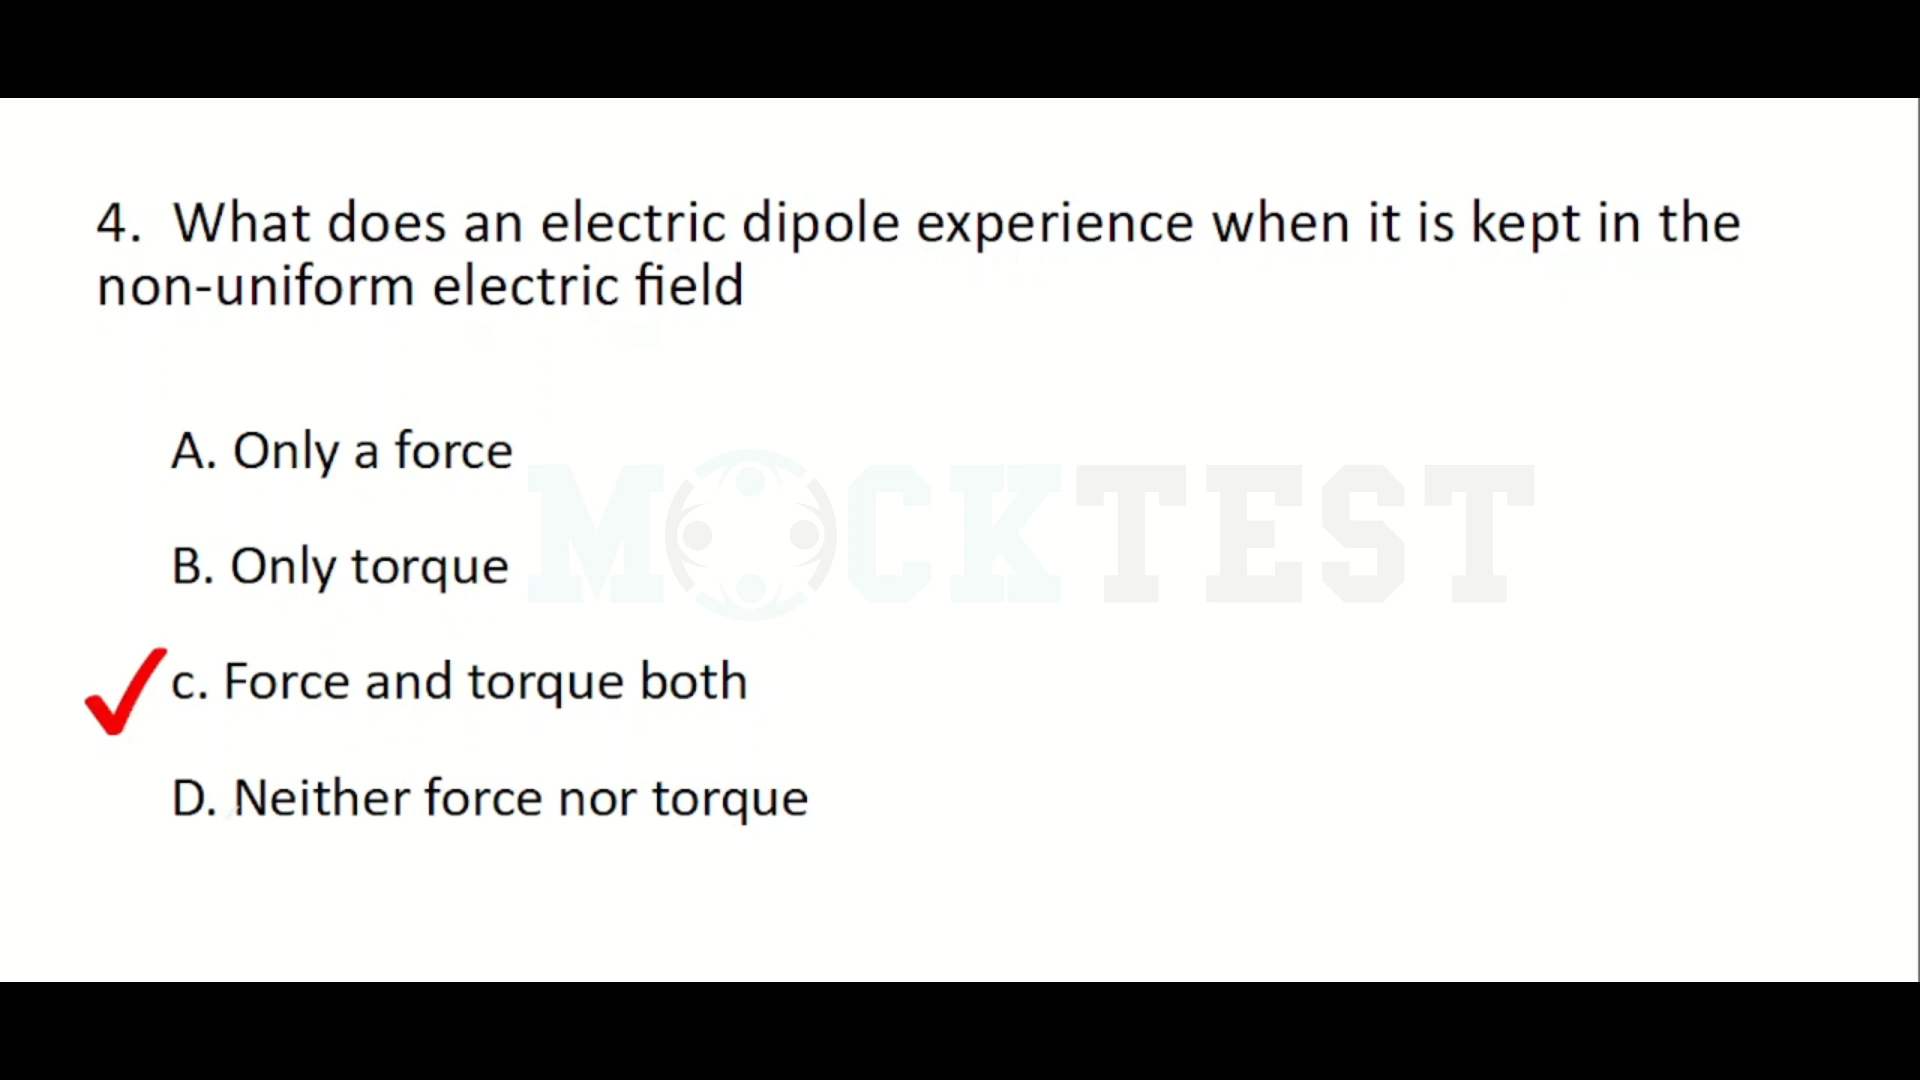 4. What does an electric dipole experience when it is kept in the
non-uniform electric field
A. Only a force
MOCKTEST
B. Only torque
c. Force and torque both
D. Neither force nor torque